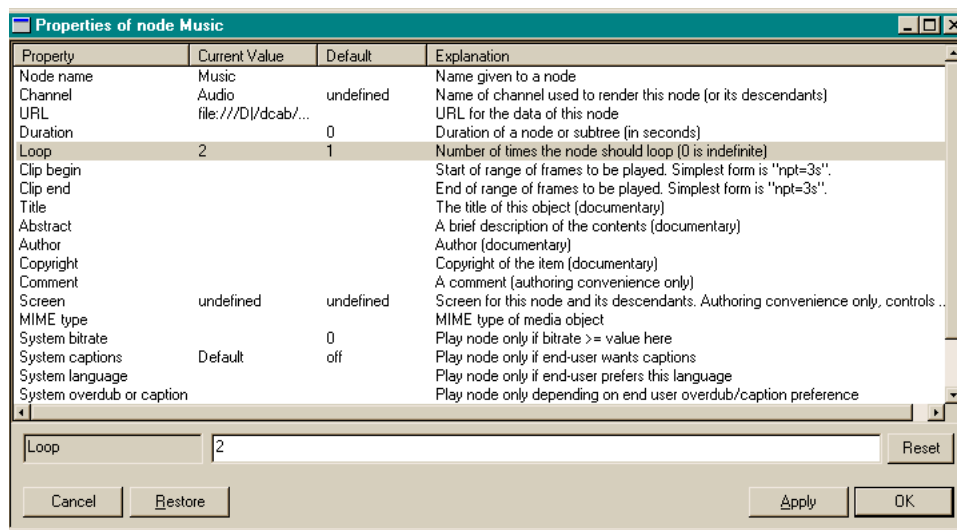 Properties of node Music
Property Current Value Default Explanation
Node name Music Name given to a node
Channel Audio undefined Name of channel used to render this node (or its descendants)
URL file:///D|/dcab/... URL for the data of this node
Duration 0 Duration of a node or subtree (in seconds)
Loop 2 1 Number of times the node should loop (0 is indefinite)
Clip begin Start of range of frames to be played. Simplest form is "npt=3s".
Clip end End of range of frames to be played. Simplest form is "npt=3s".
Title The title of this object (documentary)
Abstract A brief description of the contents (documentary)
Author Author (documentary)
Copyright Copyright of the item (documentary)
Comment A comment (authoring convenience only)
Screen undefined undefined Screen for this node and its descendants. Authoring convenience only, controls ...
MIME type MIME type of media object
System bitrate 0 Play node only if bitrate >= value here
System captions Default off Play node only if end-user wants captions
System language Play node only if end-user prefers this language
System overdub or caption Play node only depending on end user overdub/caption preference
Loop 2 Reset
Cancel Restore Apply OK